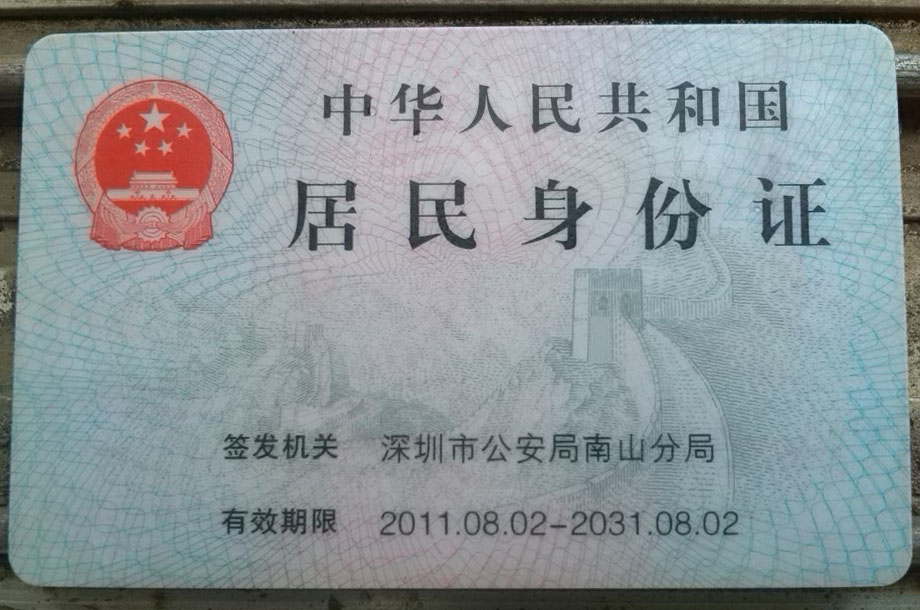 中华人民共和国
居民身份证
签发机关 深圳市公安局南山分局
有效期限 2011.08.02-2031.08.02